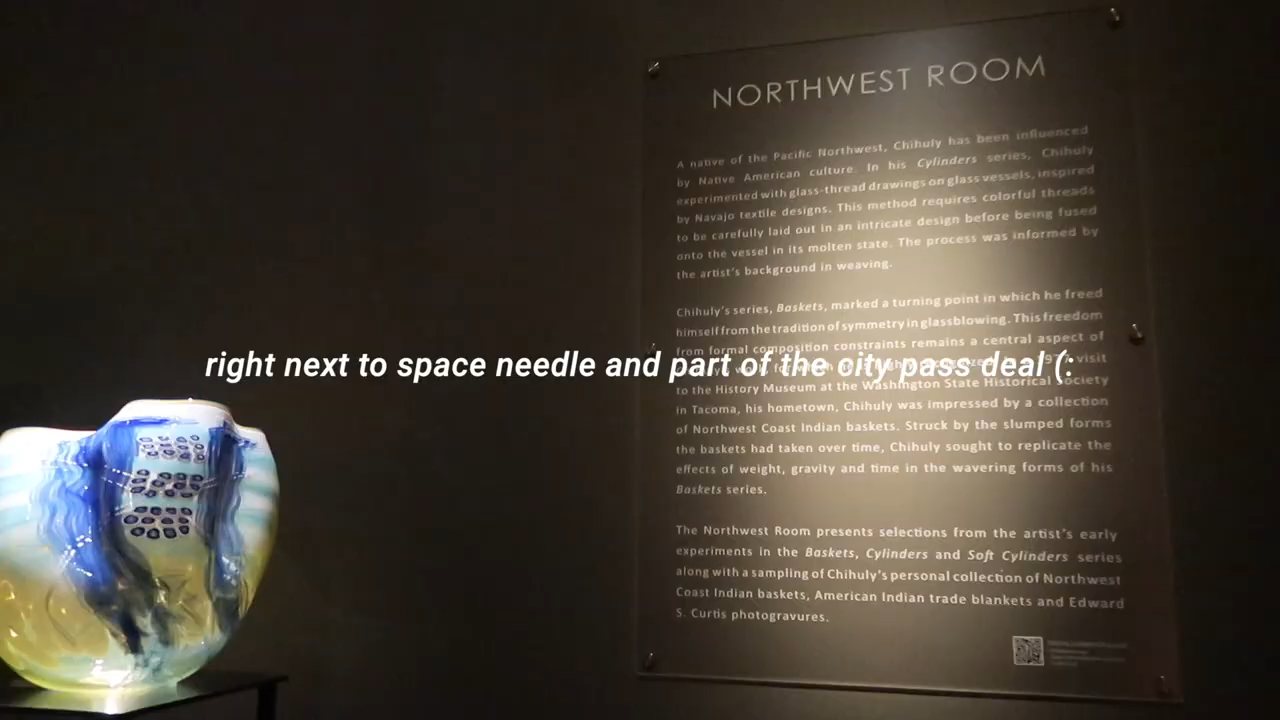 NORTHWEST ROOM
A native of the Pacific Northwest, Chihuly has been influenced
by Native American culture. In his Cylinders series, Chihuly
experimented with glass-thread drawings on glass vessels, inspired
by Navajo textile designs. This method requires colorful threads
to be carefully laid out in an intricate design before being fused
onto the vessel in its molten state. The process was informed by
the artist's background in weaving.
Chihuly's series, Baskets, marked a turning point in which he freed
himself from the tradition of symmetry in glassblowing. This freedom
from formal composition constraints remains a central aspect of
visit
right next to space needle and part of the city pass deal (:
to the History Museum at the Washington State Historical Society
in Tacoma, his hometown, Chihuly was impressed by a collection
of Northwest Coast Indian baskets. Struck by the slumped forms
the baskets had taken over time, Chihuly sought to replicate the
effects of weight, gravity and time in the wavering forms of his
Baskets series.
The Northwest Room presents selections from the artist's early
experiments in the Baskets, Cylinders and Soft Cylinders series
along with a sampling of Chihuly's personal collection of Northwest
Coast Indian baskets, American Indian trade blankets and Edward
S. Curtis photogravures.